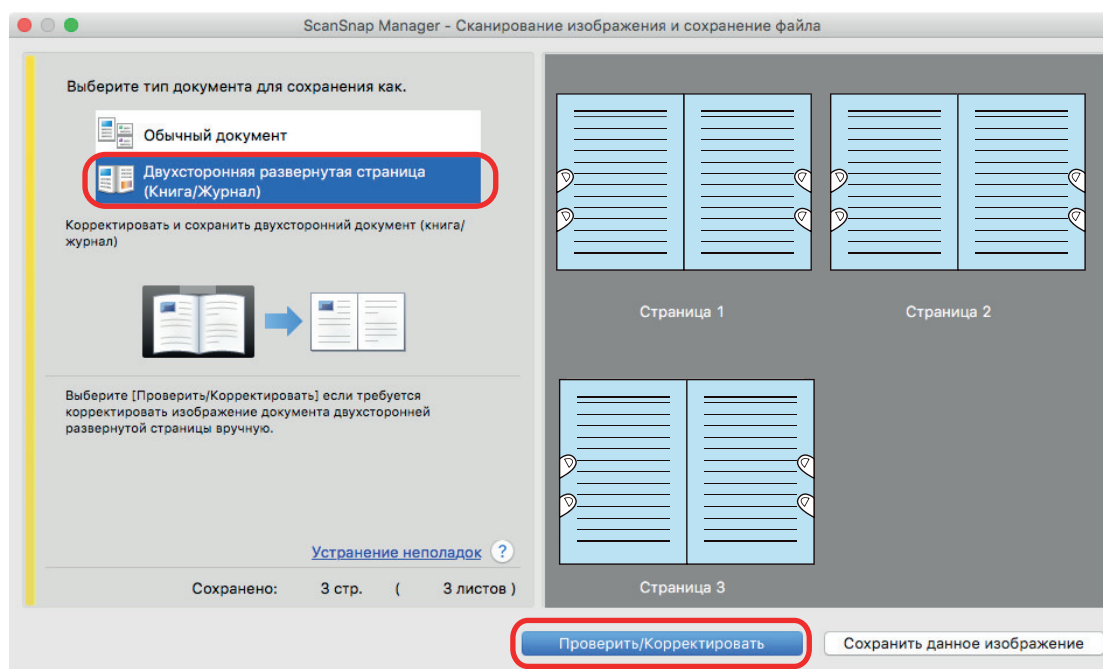 ScanSnap Manager - Сканирование изображения и сохранение файла
Выберите тип документа для сохранения как.
Обычный документ
Двухсторонняя развернутая страница
(Книга/Журнал)
Корректировать и сохранить двухсторонний документ (книга/
журнал)
Выберите [Проверить/Корректировать] если требуется
корректировать изображение документа двухсторонней
развернутой страницы вручную.
Устранение неполадок ?
Сохранено: 3 стр. ( 3 листов )
Страница 1
Страница 2
Страница 3
Проверить/Корректировать
Сохранить данное изображение